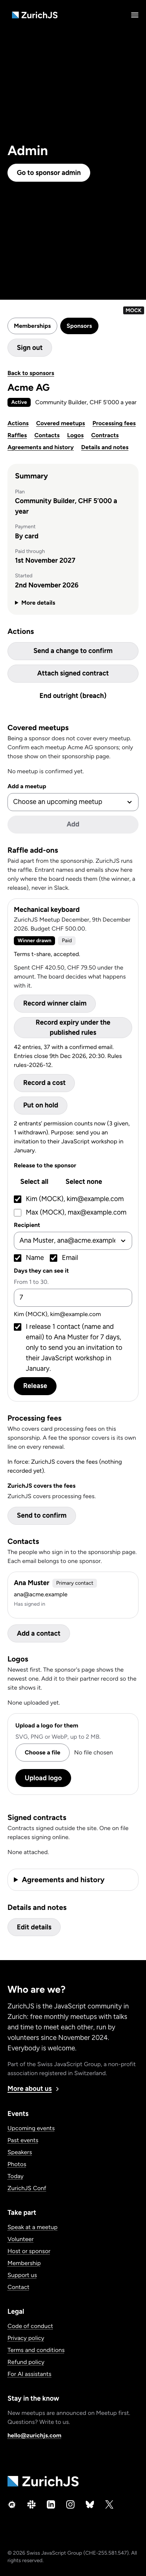 ZurichJS
Admin
Go to sponsor admin
MOCK
Memberships
Sponsors
Sign out
Back to sponsors
Acme AG
Active
Community Builder, CHF 5'000 a year
Actions
Covered meetups
Processing fees
Raffles
Contacts
Logos
Contracts
Agreements and history
Details and notes
Summary
Plan
Community Builder, CHF 5'000 a
year
Payment
By card
Paid through
1st November 2027
Started
2nd November 2026
More details
Actions
Send a change to confirm
Attach signed contract
End outright (breach)
Covered meetups
Being a sponsor does not cover every meetup.
Confirm each meetup Acme AG sponsors; only
those show on their sponsorship page.
No meetup is confirmed yet.
Add a meetup
Choose an upcoming meetup
Add
Raffle add-ons
Paid apart from the sponsorship. ZurichJS runs
the raffle. Entrant names and emails show here
only where the brand needs them (the winner, a
release), never in Slack.
Mechanical keyboard
ZurichJS Meetup December, 9th December
2026. Budget CHF 500.00.
Winner drawn
Paid
Terms t-share, accepted.
Spent CHF 420.50, CHF 79.50 under the
amount. The board decides what happens
with it.
Record winner claim
Record expiry under the
published rules
42 entries, 37 with a confirmed email.
Entries close 9th Dec 2026, 20:30. Rules
rules-2026-12.
Record a cost
Put on hold
2 entrants' permission counts now (3 given,
1 withdrawn). Purpose: send you an
invitation to their JavaScript workshop in
January.
Release to the sponsor
Select all
Select none
Kim (MOCK), kim@example.com
Max (MOCK), max@example.com
Recipient
Ana Muster, ana@acme.example
Name
Email
Days they can see it
From 1 to 30.
7
Kim (MOCK), kim@example.com
I release 1 contact (name and
email) to Ana Muster for 7 days,
only to send you an invitation to
their JavaScript workshop in
January.
Release
Processing fees
Who covers card processing fees on this
sponsorship. A fee the sponsor covers is its own
line on every renewal.
In force: ZurichJS covers the fees (nothing
recorded yet).
ZurichJS covers the fees
ZurichJS covers processing fees.
Send to confirm
Contacts
The people who sign in to the sponsorship page.
Each email belongs to one sponsor.
Ana Muster
Primary contact
ana@acme.example
Has signed in
Add a contact
Logos
Newest first. The sponsor's page shows the
newest one. Add it to their partner record so the
site shows it.
None uploaded yet.
Upload a logo for them
SVG, PNG or WebP, up to 2 MB.
Choose a file
No file chosen
Upload logo
Signed contracts
Contracts signed outside the site. One on file
replaces signing online.
None attached.
Agreements and history
Details and notes
Edit details
Who are we?
ZurichJS is the JavaScript community in
Zurich: free monthly meetups with talks
and time to meet each other, run by
volunteers since November 2024.
Everybody is welcome.
Part of the Swiss JavaScript Group, a non-profit
association registered in Switzerland.
More about us
Events
Upcoming events
Past events
Speakers
Photos
Today
ZurichJS Conf
Take part
Speak at a meetup
Volunteer
Host or sponsor
Membership
Support us
Contact
Legal
Code of conduct
Privacy policy
Terms and conditions
Refund policy
For AI assistants
Stay in the know
New meetups are announced on Meetup first.
Questions? Write to us.
hello@zurichjs.com
ZurichJS
© 2026 Swiss JavaScript Group (CHE-255.581.547). All
rights reserved.